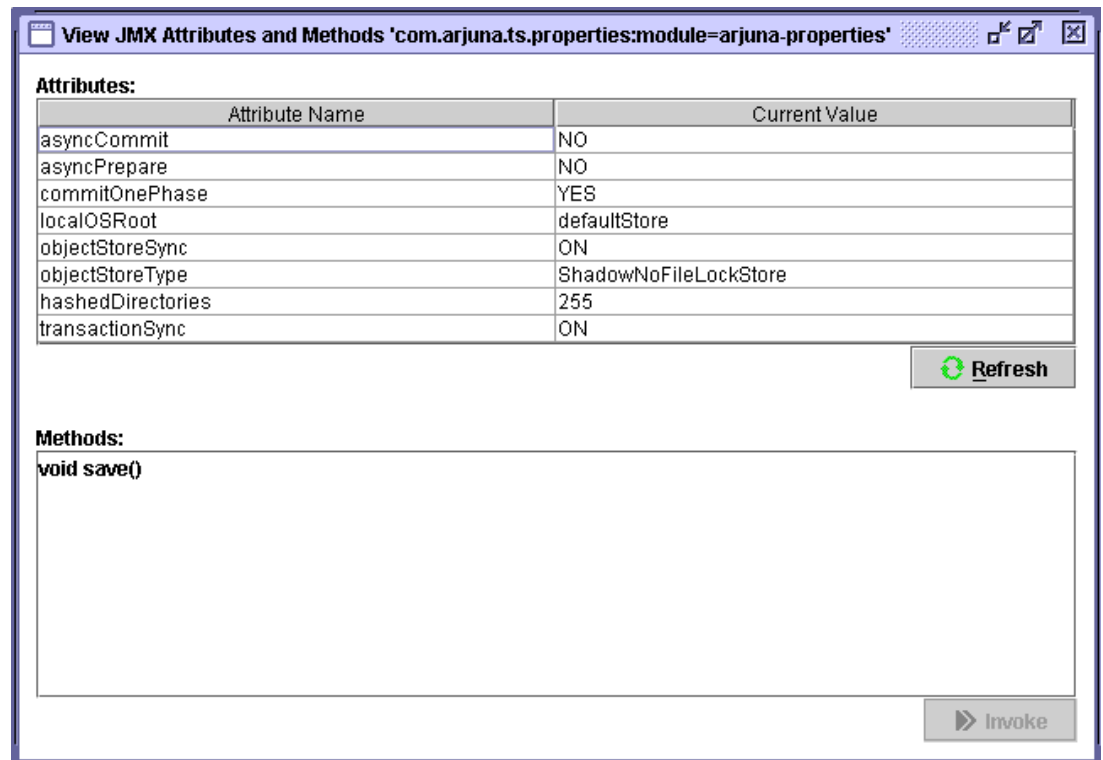 View JMX Attributes and Methods 'com.arjuna.ts.properties:module=arjuna-properties'
Attributes:
Attribute Name Current Value
asyncCommit NO
asyncPrepare NO
commitOnePhase YES
localOSRoot defaultStore
objectStoreSync ON
objectStoreType ShadowNoFileLockStore
hashedDirectories 255
transactionSync ON
Refresh
Methods:
void save()
Invoke